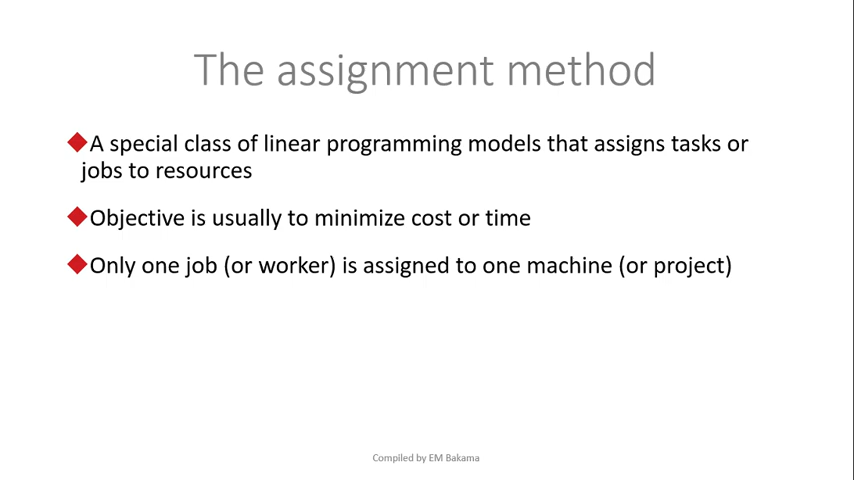 The assignment method
A special class of linear programming models that assigns tasks or
jobs to resources
Objective is usually to minimize cost or time
Only one job (or worker) is assigned to one machine (or project)
Compiled by EM Bakama